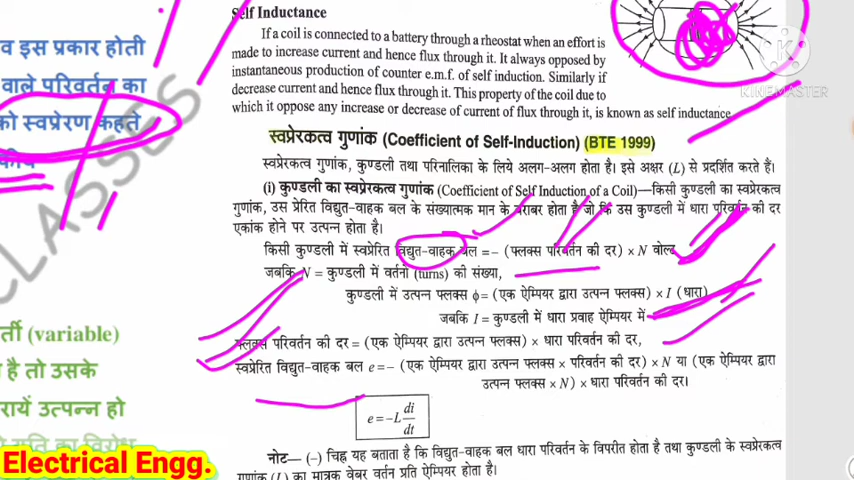 व इस प्रकार होती
वाले परिवर्तन का
को स्वप्रेरण कहते
CLASSES
र्ती (variable)
है तो उसके
रायें उत्पन्न हो
Self Inductance
If a coil is connected to a battery through a rheostat when an effort is
made to increase current and hence flux through it. It always opposed by
instantaneous production of counter e.m.f. of self induction. Similarly if
decrease current and hence flux through it. This property of the coil due to
which it oppose any increase or decrease of current of flux through it, is known as self inductance
KINEMASTER
स्वप्रेरकत्व गुणांक (Coefficient of Self-Induction) (BTE 1999)
स्वप्रेरकत्व गुणांक, कुण्डली तथा परिनालिका के लिये अलग-अलग होता है। इसे अक्षर (L) से प्रदर्शित करते हैं।
(i) कुण्डली का स्वप्रेरकत्व गुणांक (Coefficient of Self Induction of a Coil)—किसी कुण्डली का स्वप्रेरकत्व
गुणांक, उस प्रेरित विद्युत-वाहक बल के संख्यात्मक मान के बराबर होता है जो कि उस कुण्डली में धारा परिवर्तन की दर
एकांक होने पर उत्पन्न होता है।
किसी कुण्डली में स्वप्रेरित विद्युत-वाहक बल = – (फ्लक्स परिवर्तन की दर) × N वोल्ट
जबकि N = कुण्डली में वर्तनों (turns) की संख्या,
कुण्डली में उत्पन्न फ्लक्स ϕ = (एक ऐम्पियर द्वारा उत्पन्न फ्लक्स) × I (धारा)
जबकि I = कुण्डली में धारा प्रवाह ऐम्पियर में
फ्लक्स परिवर्तन की दर = (एक ऐम्पियर द्वारा उत्पन्न फ्लक्स) × धारा परिवर्तन की दर,
स्वप्रेरित विद्युत-वाहक बल e = – (एक ऐम्पियर द्वारा उत्पन्न फ्लक्स × परिवर्तन की दर) × N या (एक ऐम्पियर द्वारा
उत्पन्न फ्लक्स × N) × धारा परिवर्तन की दर।
e = –L di/dt
नोट— (–) चिह्न यह बताता है कि विद्युत-वाहक बल धारा परिवर्तन के विपरीत होता है तथा कुण्डली के स्वप्रेरकत्व
गुणांक (L) का मात्रक वेबर वर्तन प्रति ऐम्पियर होता है।
Electrical Engg.